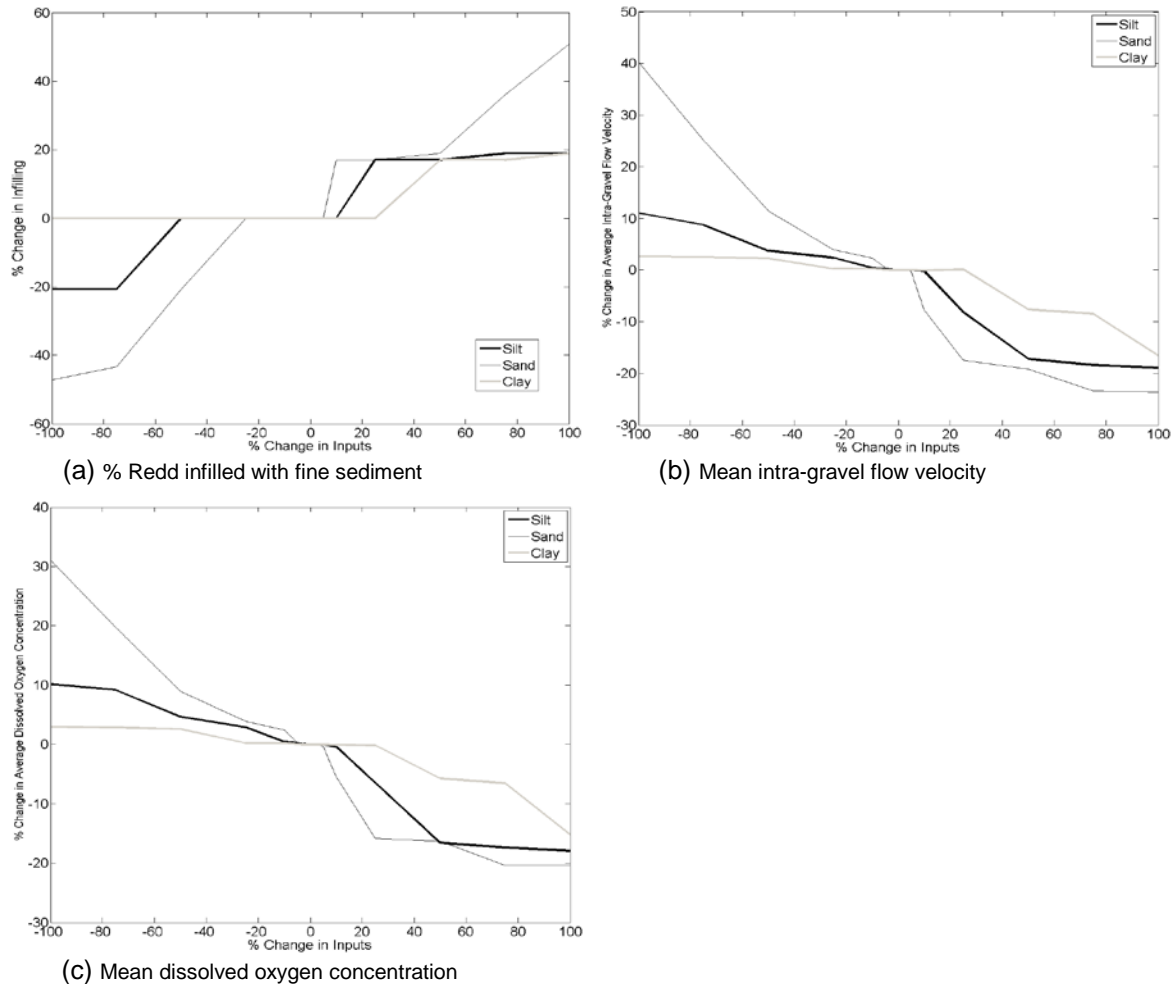 60
40
20
0
-20
-40
-60
% Change in Infilling
Silt
Sand
Clay
-100 -80 -60 -40 -20 0 20 40 60 80 100
% Change in Inputs
(a) % Redd infilled with fine sediment
50
40
30
20
10
0
-10
-20
-30
% Change in Average Intra-Gravel Flow Velocity
Silt
Sand
Clay
-100 -80 -60 -40 -20 0 20 40 60 80 100
% Change in Inputs
(b) Mean intra-gravel flow velocity
40
30
20
10
0
-10
-20
-30
% Change in Average Dissolved Oxygen Concentration
Silt
Sand
Clay
-100 -80 -60 -40 -20 0 20 40 60 80 100
% Change in Inputs
(c) Mean dissolved oxygen concentration